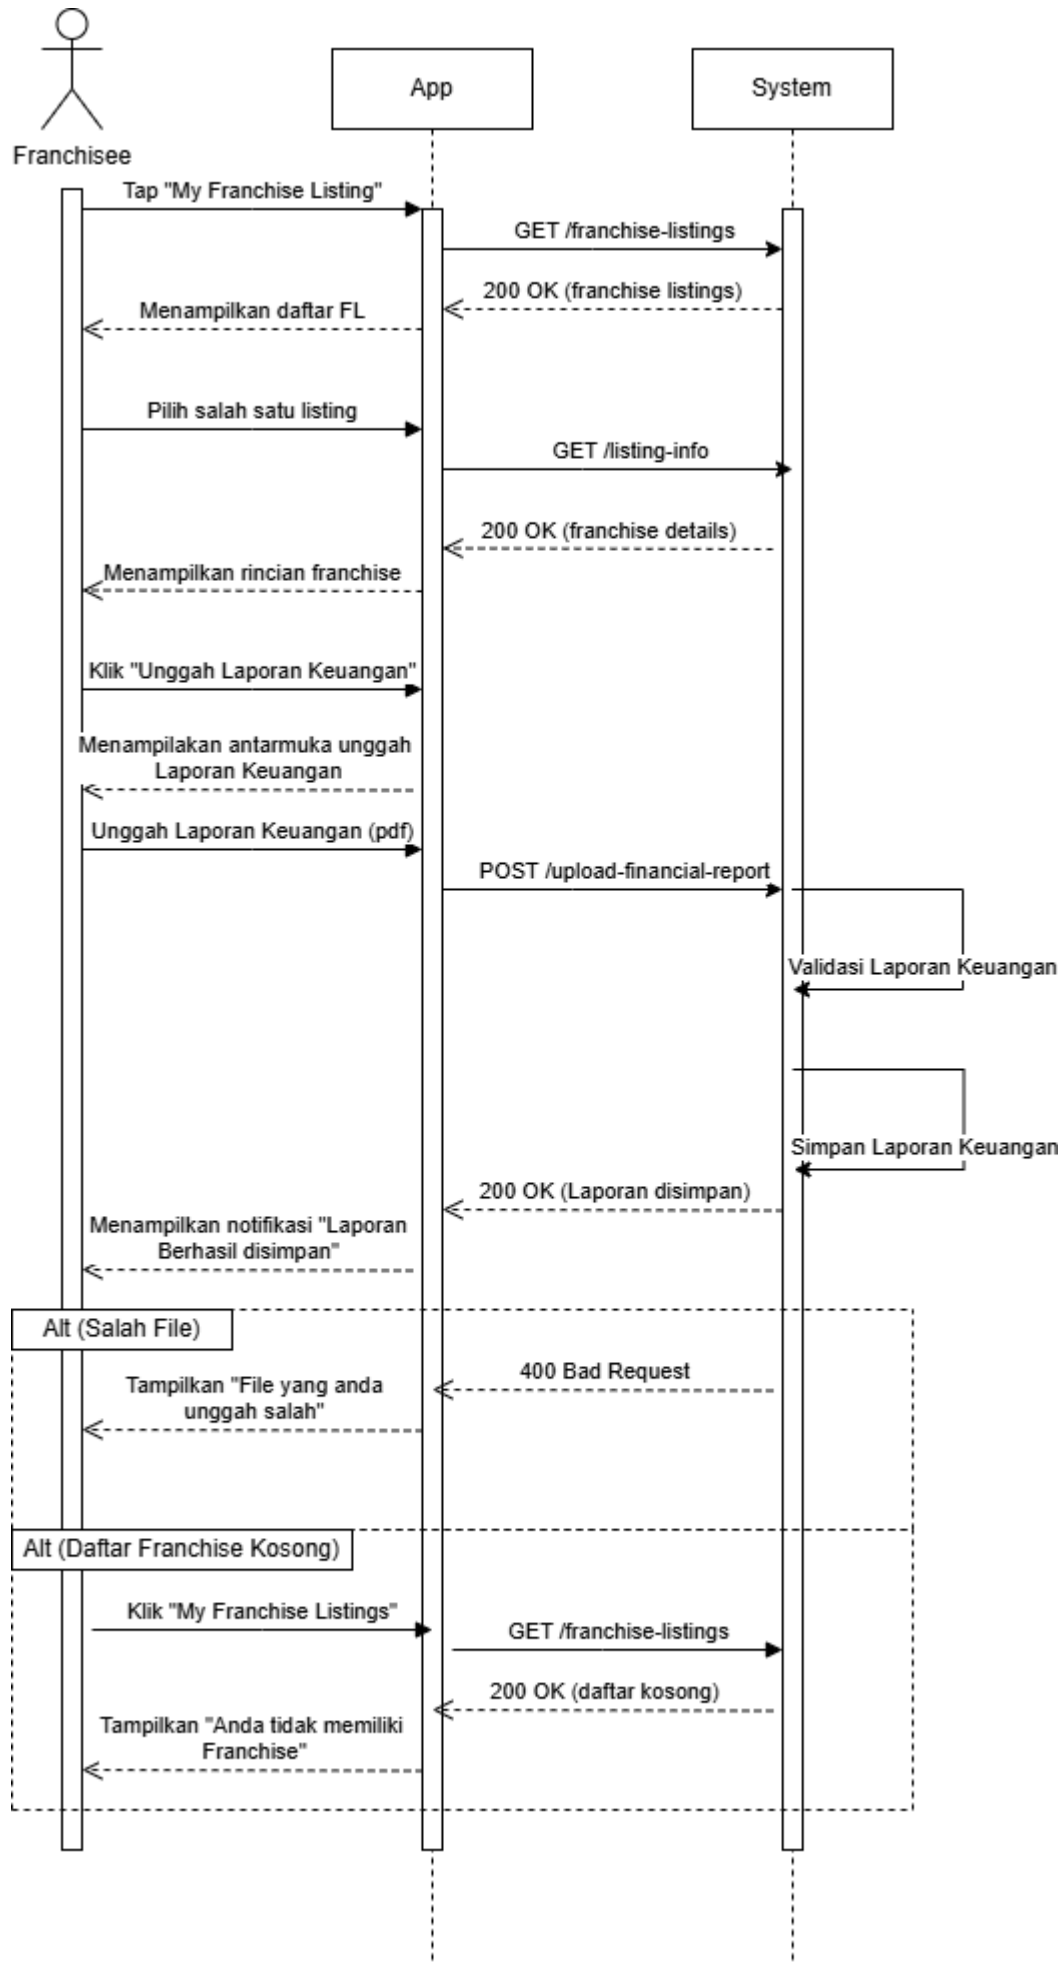 App
System
Franchisee
Tap "My Franchise Listing"
GET /franchise-listings
200 OK (franchise listings)
Menampilkan daftar FL
Pilih salah satu listing
GET /listing-info
200 OK (franchise details)
Menampilkan rincian franchise
Klik "Unggah Laporan Keuangan"
Menampilakan antarmuka unggah
Laporan Keuangan
Unggah Laporan Keuangan (pdf)
POST /upload-financial-report
Validasi Laporan Keuangan
Simpan Laporan Keuangan
200 OK (Laporan disimpan)
Menampilkan notifikasi "Laporan
Berhasil disimpan"
Alt (Salah File)
400 Bad Request
Tampilkan "File yang anda
unggah salah"
Alt (Daftar Franchise Kosong)
Klik "My Franchise Listings"
GET /franchise-listings
200 OK (daftar kosong)
Tampilkan "Anda tidak memiliki
Franchise"